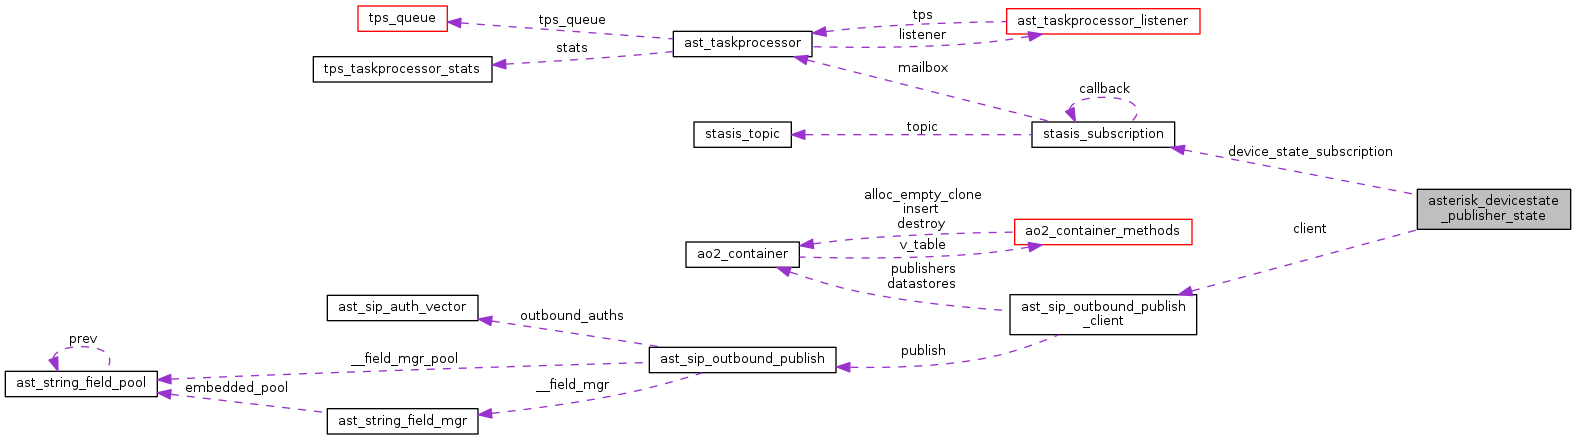 tps_queue
tps_queue
tps
ast_taskprocessor_listener
ast_taskprocessor
listener
stats
tps_taskprocessor_stats
mailbox
callback
stasis_topic
topic
stasis_subscription
device_state_subscription
asterisk_devicestate
_publisher_state
alloc_empty_clone
insert
destroy
ao2_container_methods
client
v_table
ao2_container
publishers
datastores
ast_sip_auth_vector
outbound_auths
ast_sip_outbound_publish
_client
prev
__field_mgr_pool
ast_sip_outbound_publish
publish
ast_string_field_pool
embedded_pool
__field_mgr
ast_string_field_mgr